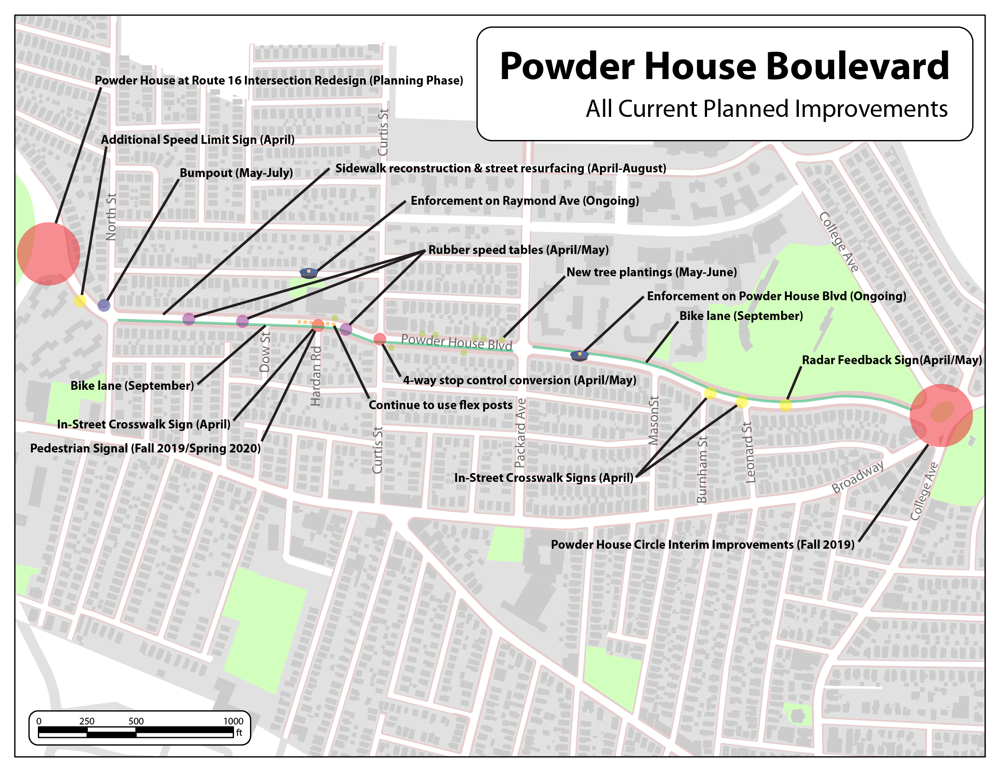 Powder House Boulevard
All Current Planned Improvements
Powder House at Route 16 Intersection Redesign (Planning Phase)
Additional Speed Limit Sign (April)
Curtis St
Bumpout (May-July)
Sidewalk reconstruction & street resurfacing (April-August)
North St
Enforcement on Raymond Ave (Ongoing)
College Ave
Rubber speed tables (April/May)
New tree plantings (May-June)
Enforcement on Powder House Blvd (Ongoing)
Bike lane (September)
Powder House Blvd
Dow St
Hardan Rd
Radar Feedback Sign(April/May)
Bike lane (September)
4-way stop control conversion (April/May)
Continue to use flex posts
In-Street Crosswalk Sign (April)
Packard Ave
MasonSt
Curtis St
Pedestrian Signal (Fall 2019/Spring 2020)
Burnham St
Leonard St
In-Street Crosswalk Signs (April)
Broadway
College Ave
Powder House Circle Interim Improvements (Fall 2019)
0 250 500 1000
ft